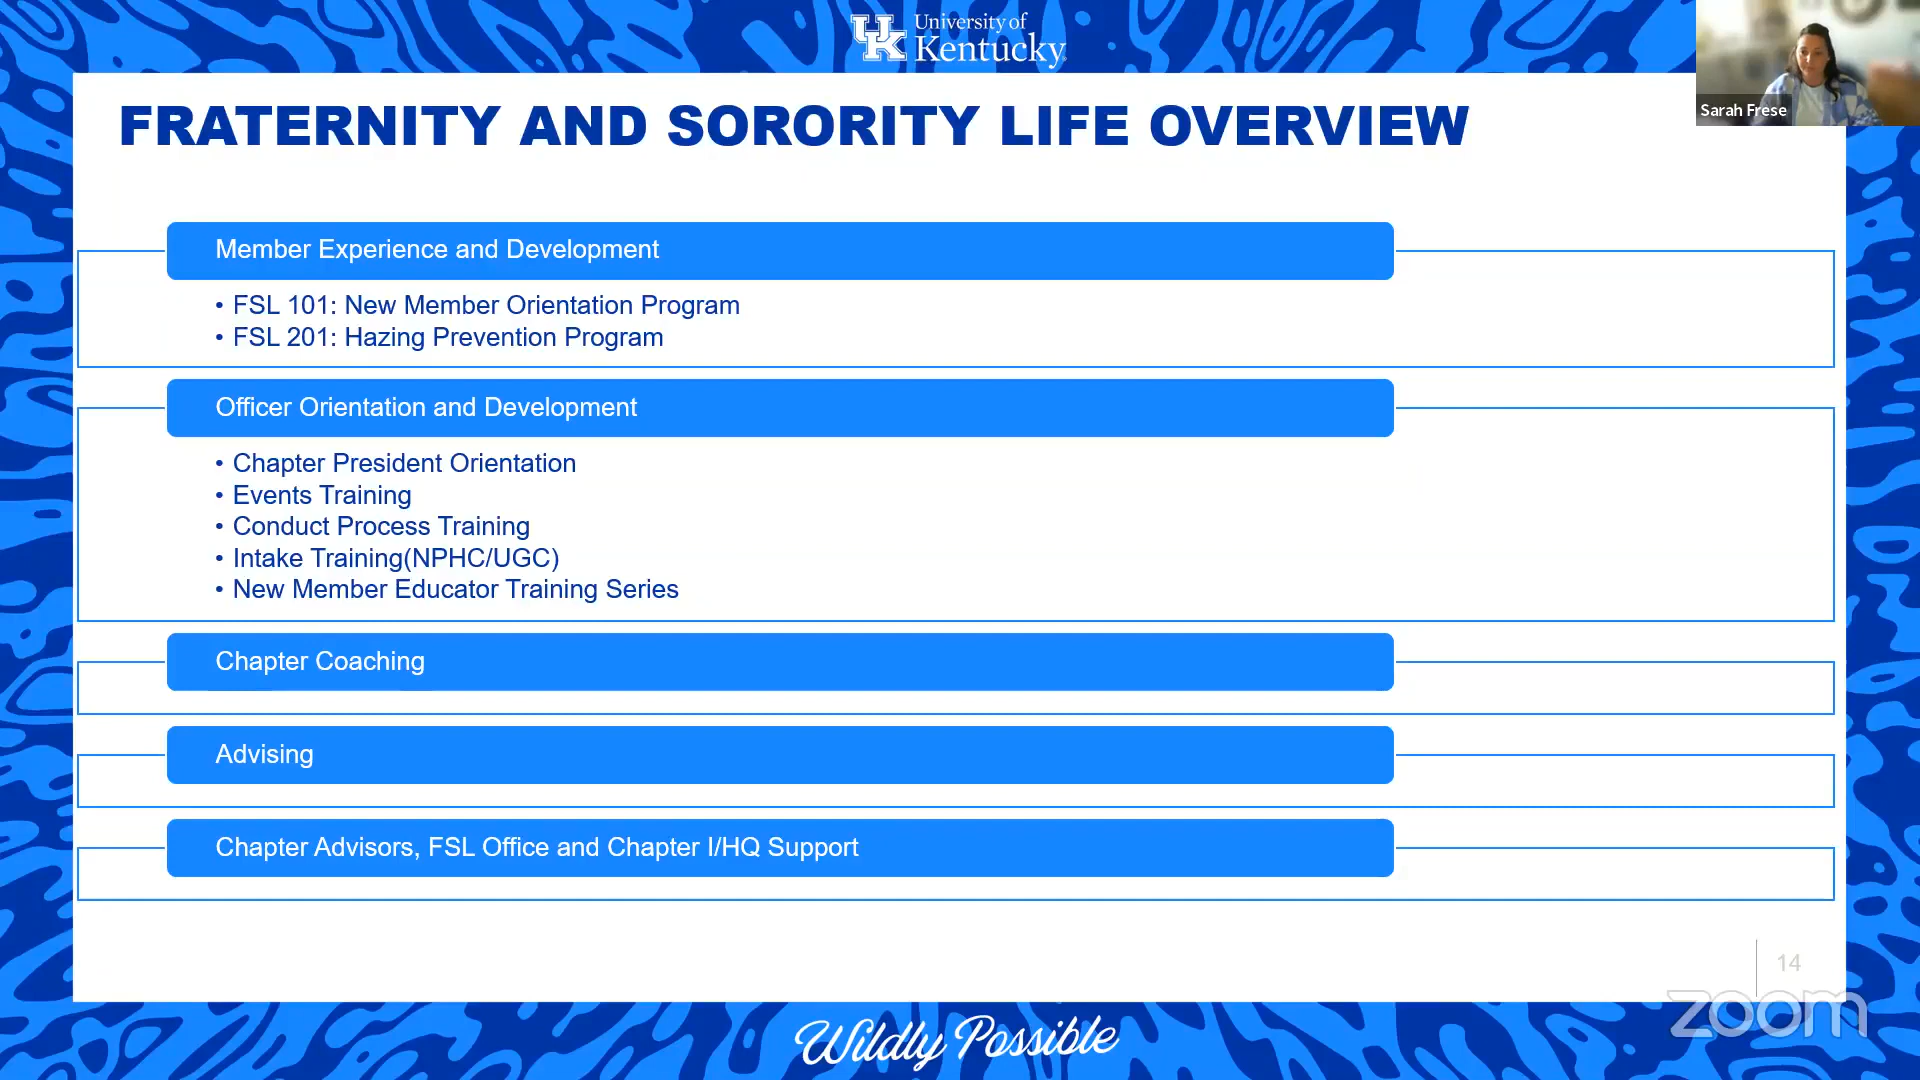 University of
UK Kentucky
Sarah Frese
FRATERNITY AND SORORITY LIFE OVERVIEW
Member Experience and Development
• FSL 101: New Member Orientation Program
• FSL 201: Hazing Prevention Program
Officer Orientation and Development
• Chapter President Orientation
• Events Training
• Conduct Process Training
• Intake Training(NPHC/UGC)
• New Member Educator Training Series
Chapter Coaching
Advising
Chapter Advisors, FSL Office and Chapter I/HQ Support
14
zoom
Wildly Possible